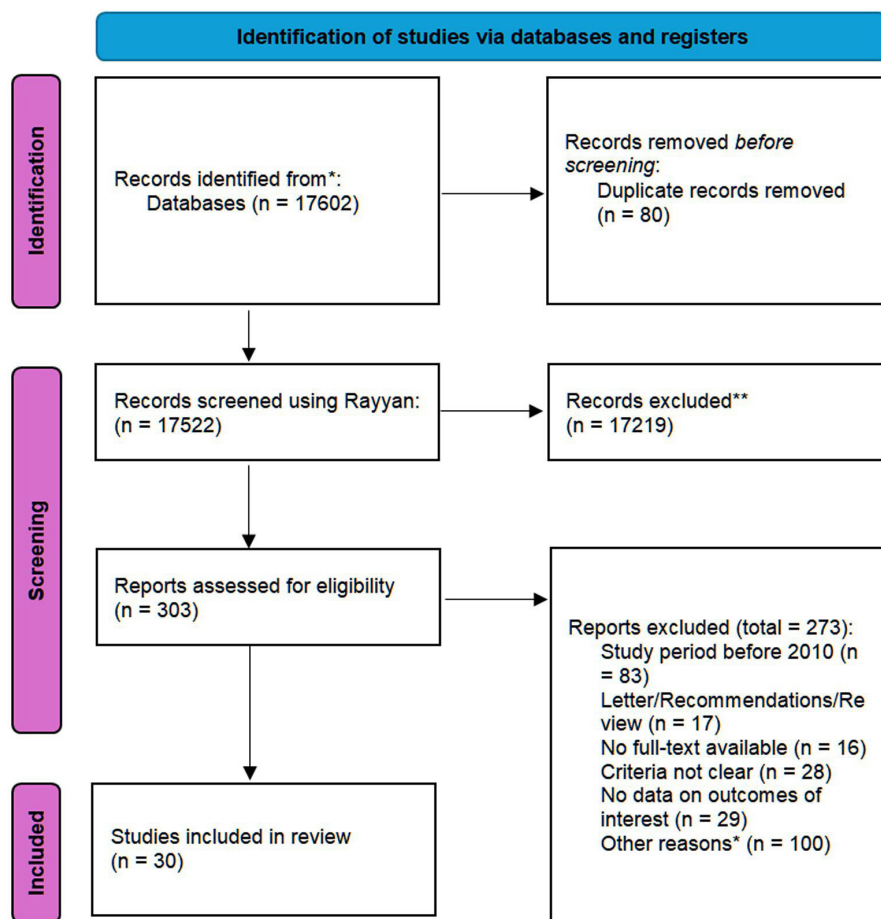 Identification of studies via databases and registers
Identification
Records identified from*:
Databases (n = 17602)
Records removed before
screening:
Duplicate records removed
(n = 80)
Screening
Records screened using Rayyan:
(n = 17522)
Records excluded**
(n = 17219)
Reports assessed for eligibility
(n = 303)
Reports excluded (total = 273):
Study period before 2010 (n
= 83)
Letter/Recommendations/Re
view (n = 17)
No full-text available (n = 16)
Criteria not clear (n = 28)
No data on outcomes of
interest (n = 29)
Other reasons* (n = 100)
Included
Studies included in review
(n = 30)